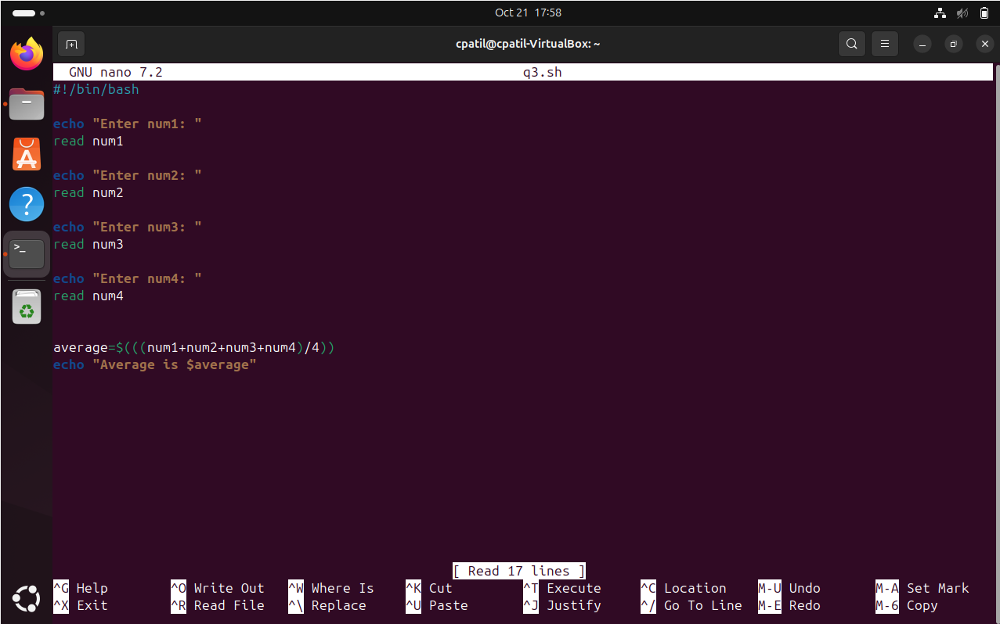 Oct 21 17:58
cpatil@cpatil-VirtualBox: ~
GNU nano 7.2 q3.sh
#!/bin/bash
echo "Enter num1: "
read num1
echo "Enter num2: "
read num2
echo "Enter num3: "
read num3
echo "Enter num4: "
read num4
average=$(((num1+num2+num3+num4)/4))
echo "Average is $average"
[ Read 17 lines ]
^G Help ^O Write Out ^W Where Is ^K Cut ^T Execute ^C Location M-U Undo M-A Set Mark
^X Exit ^R Read File ^\ Replace ^U Paste ^J Justify ^/ Go To Line M-E Redo M-6 Copy